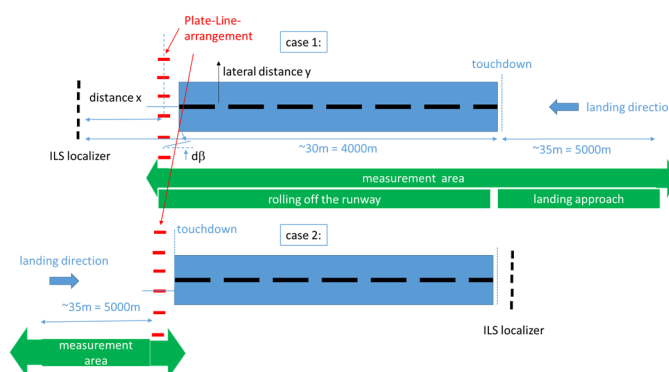 Plate-Line-
arrangement
case 1:
touchdown
lateral distance y
distance x
landing directio
ILS localizer
dβ
~30m = 4000m
~35m = 5000m
measurement area
rolling off the runway
landing approach
touchdown
case 2:
landing direction
~35m = 5000m
ILS localizer
measurement
area